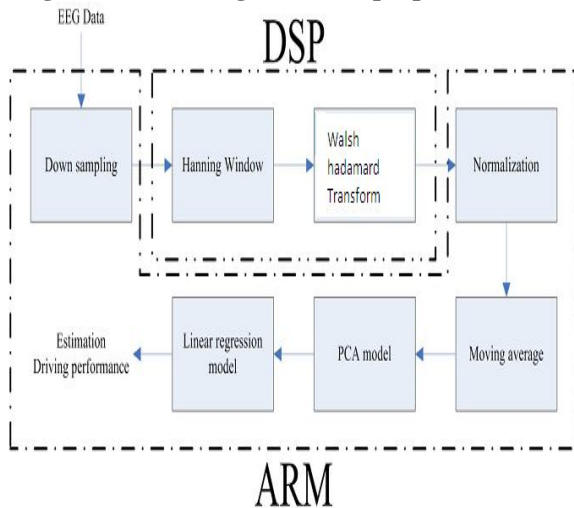 EEG Data
DSP
Down sampling
Hanning Window
Walsh
hadamard
Transform
Normalization
Estimation
Driving performance
Linear regression
model
PCA model
Moving average
ARM